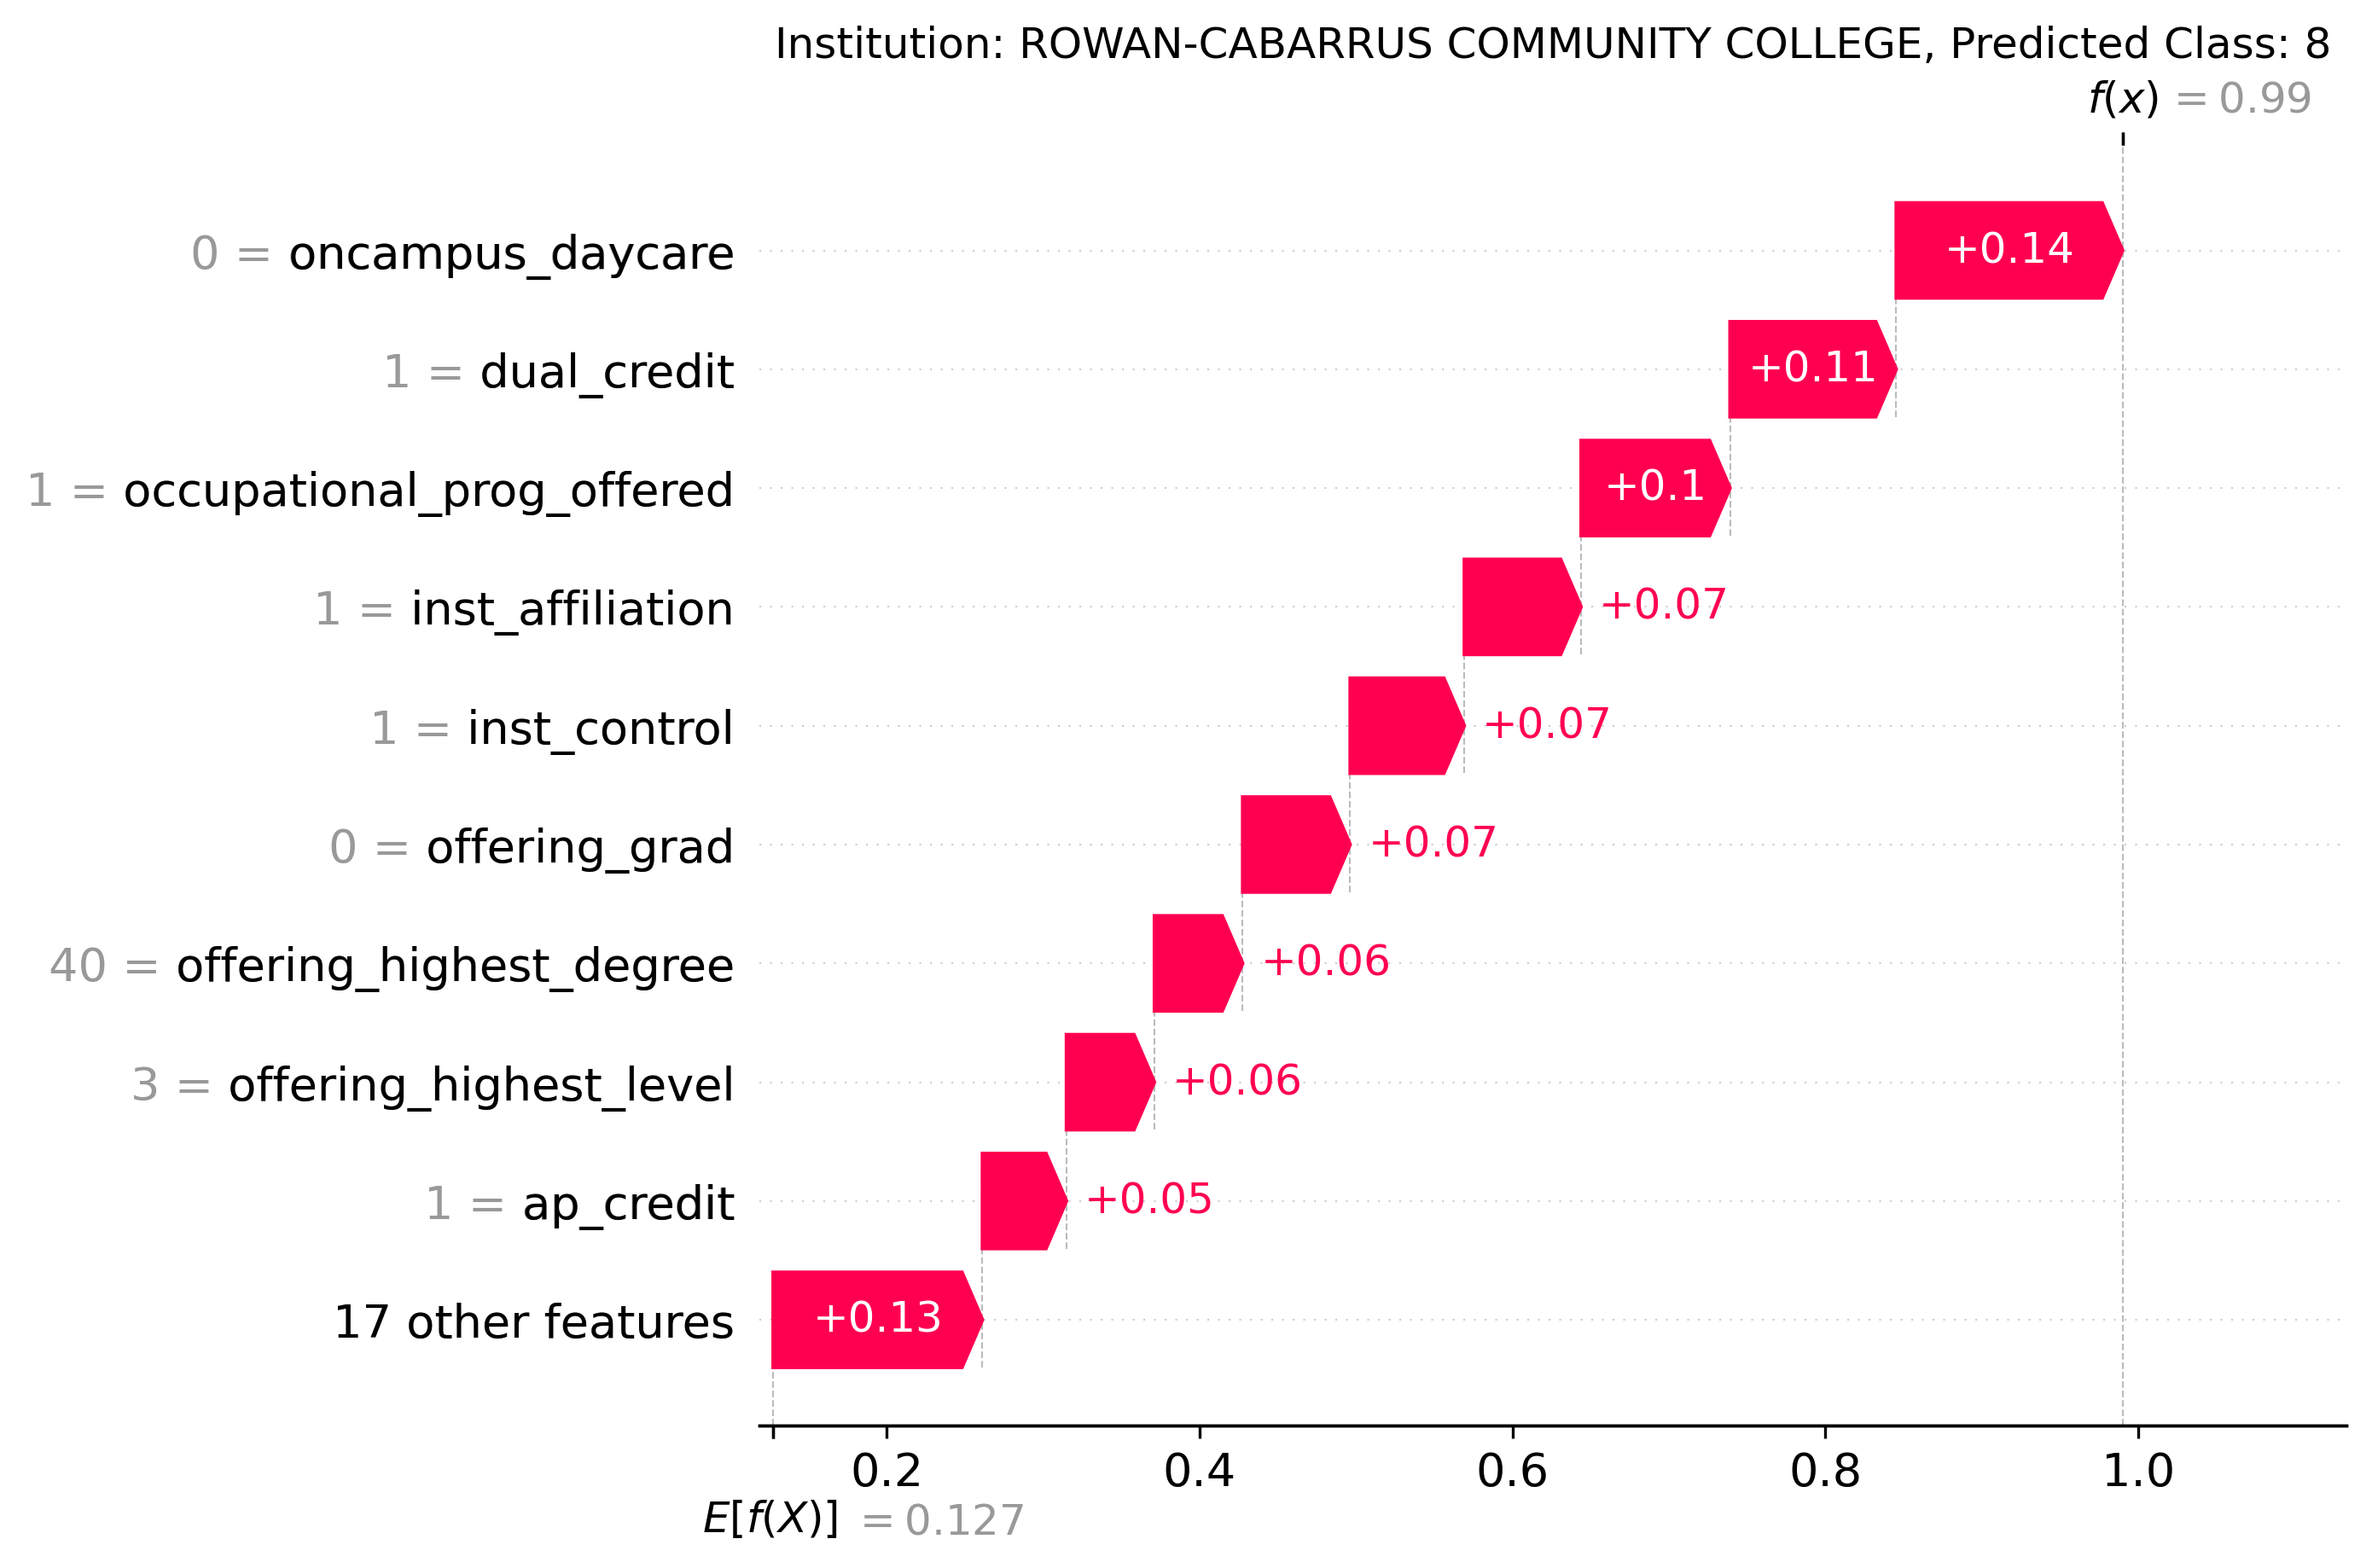 Institution: ROWAN-CABARRUS COMMUNITY COLLEGE, Predicted Class: 8
f(x) = 0.99
0 = oncampus_daycare +0.14
1 = dual_credit +0.11
1 = occupational_prog_offered +0.1
1 = inst_affiliation +0.07
1 = inst_control +0.07
0 = offering_grad +0.07
40 = offering_highest_degree +0.06
3 = offering_highest_level +0.06
1 = ap_credit +0.05
17 other features +0.13
0.2 0.4 0.6 0.8 1.0
E[f(X)] = 0.127